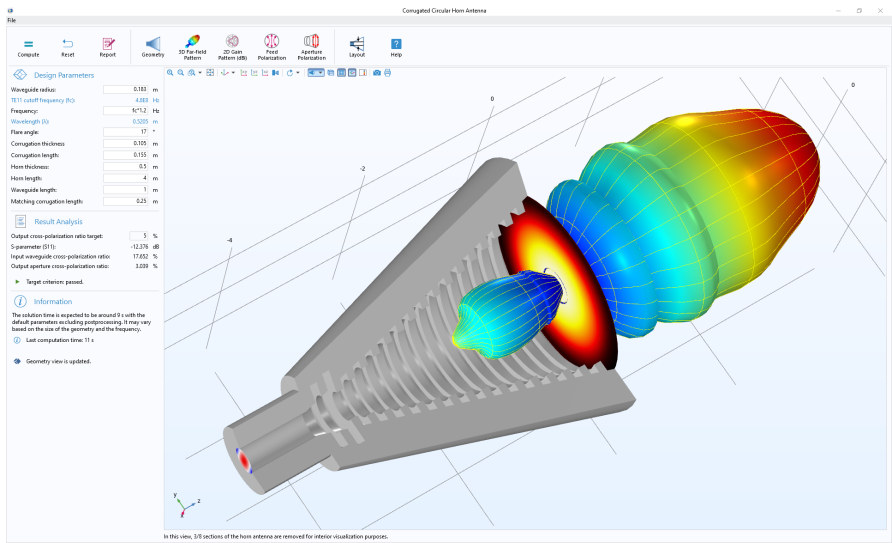 Corrugated Circular Horn Antenna
File
Compute
Reset
Report
Geometry
3D Far-field Pattern
2D Gain Pattern (dB)
Feed Polarization
Aperture Polarization
Layout
Help
Design Parameters
Waveguide radius: 0.183 m
TE11 cutoff frequency (fc): 4.8E8 Hz
Frequency: fc*1.2 Hz
Wavelength (λ): 0.5205 m
Flare angle: 17 °
Corrugation thickness 0.105 m
Corrugation length: 0.155 m
Horn thickness: 0.5 m
Horn length: 4 m
Waveguide length: 1 m
Matching corrugation length: 0.25 m
Result Analysis
Output cross-polarization ratio target: 5 %
S-parameter (S11): -12.376 dB
Input waveguide cross-polarization ratio: 17.652 %
Output aperture cross-polarization ratio: 3.039 %
Target criterion: passed.
Information
The solution time is expected to be around 9 s with the
default parameters excluding postprocessing. It may vary
based on the size of the geometry and the frequency.
Last computation time: 11 s
Geometry view is updated.
0
0
-2
-4
y
z
In this view, 3/8 sections of the horn antenna are removed for interior visualization purposes.